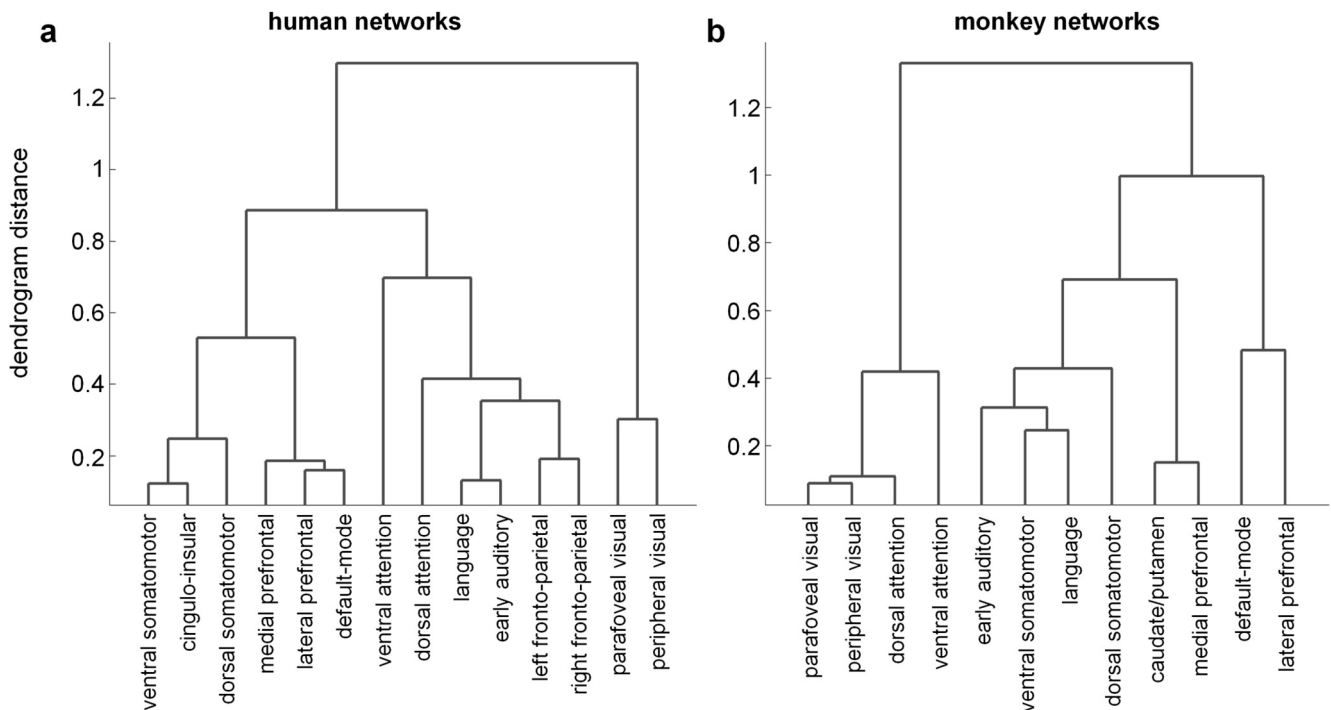 a
human networks
dendrogram distance
1.2
1
0.8
0.6
0.4
0.2
ventral somatomotor
cingulo-insular
dorsal somatomotor
medial prefrontal
lateral prefrontal
default-mode
ventral attention
dorsal attention
language
early auditory
left fronto-parietal
right fronto-parietal
parafoveal visual
peripheral visual
b
monkey networks
1.2
1
0.8
0.6
0.4
0.2
parafoveal visual
peripheral visual
dorsal attention
ventral attention
early auditory
ventral somatomotor
language
dorsal somatomotor
caudate/putamen
medial prefrontal
default-mode
lateral prefrontal